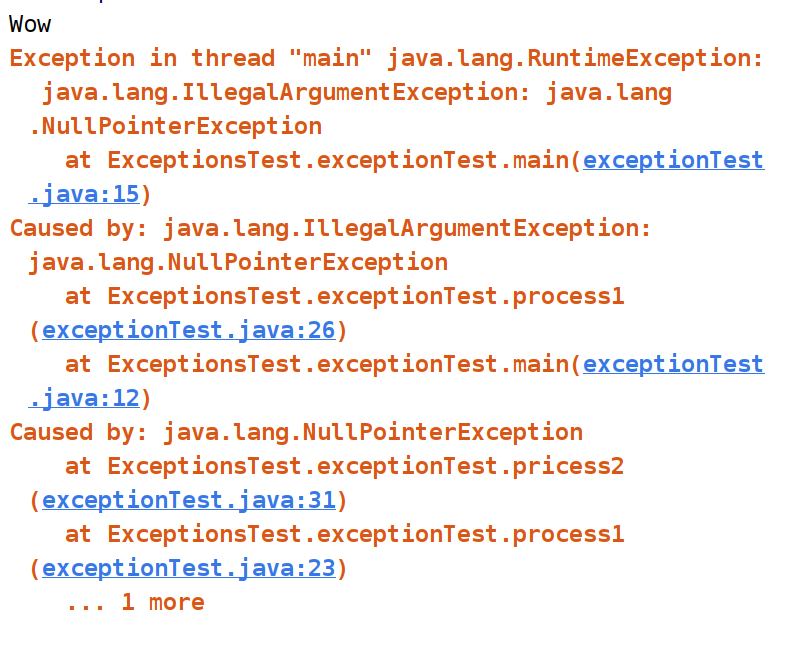 Wow
Exception in thread "main" java.lang.RuntimeException:
java.lang.IllegalArgumentException: java.lang
.NullPointerException
at ExceptionsTest.exceptionTest.main(exceptionTest
.java:15)
Caused by: java.lang.IllegalArgumentException:
java.lang.NullPointerException
at ExceptionsTest.exceptionTest.process1
(exceptionTest.java:26)
at ExceptionsTest.exceptionTest.main(exceptionTest
.java:12)
Caused by: java.lang.NullPointerException
at ExceptionsTest.exceptionTest.pricess2
(exceptionTest.java:31)
at ExceptionsTest.exceptionTest.process1
(exceptionTest.java:23)
... 1 more